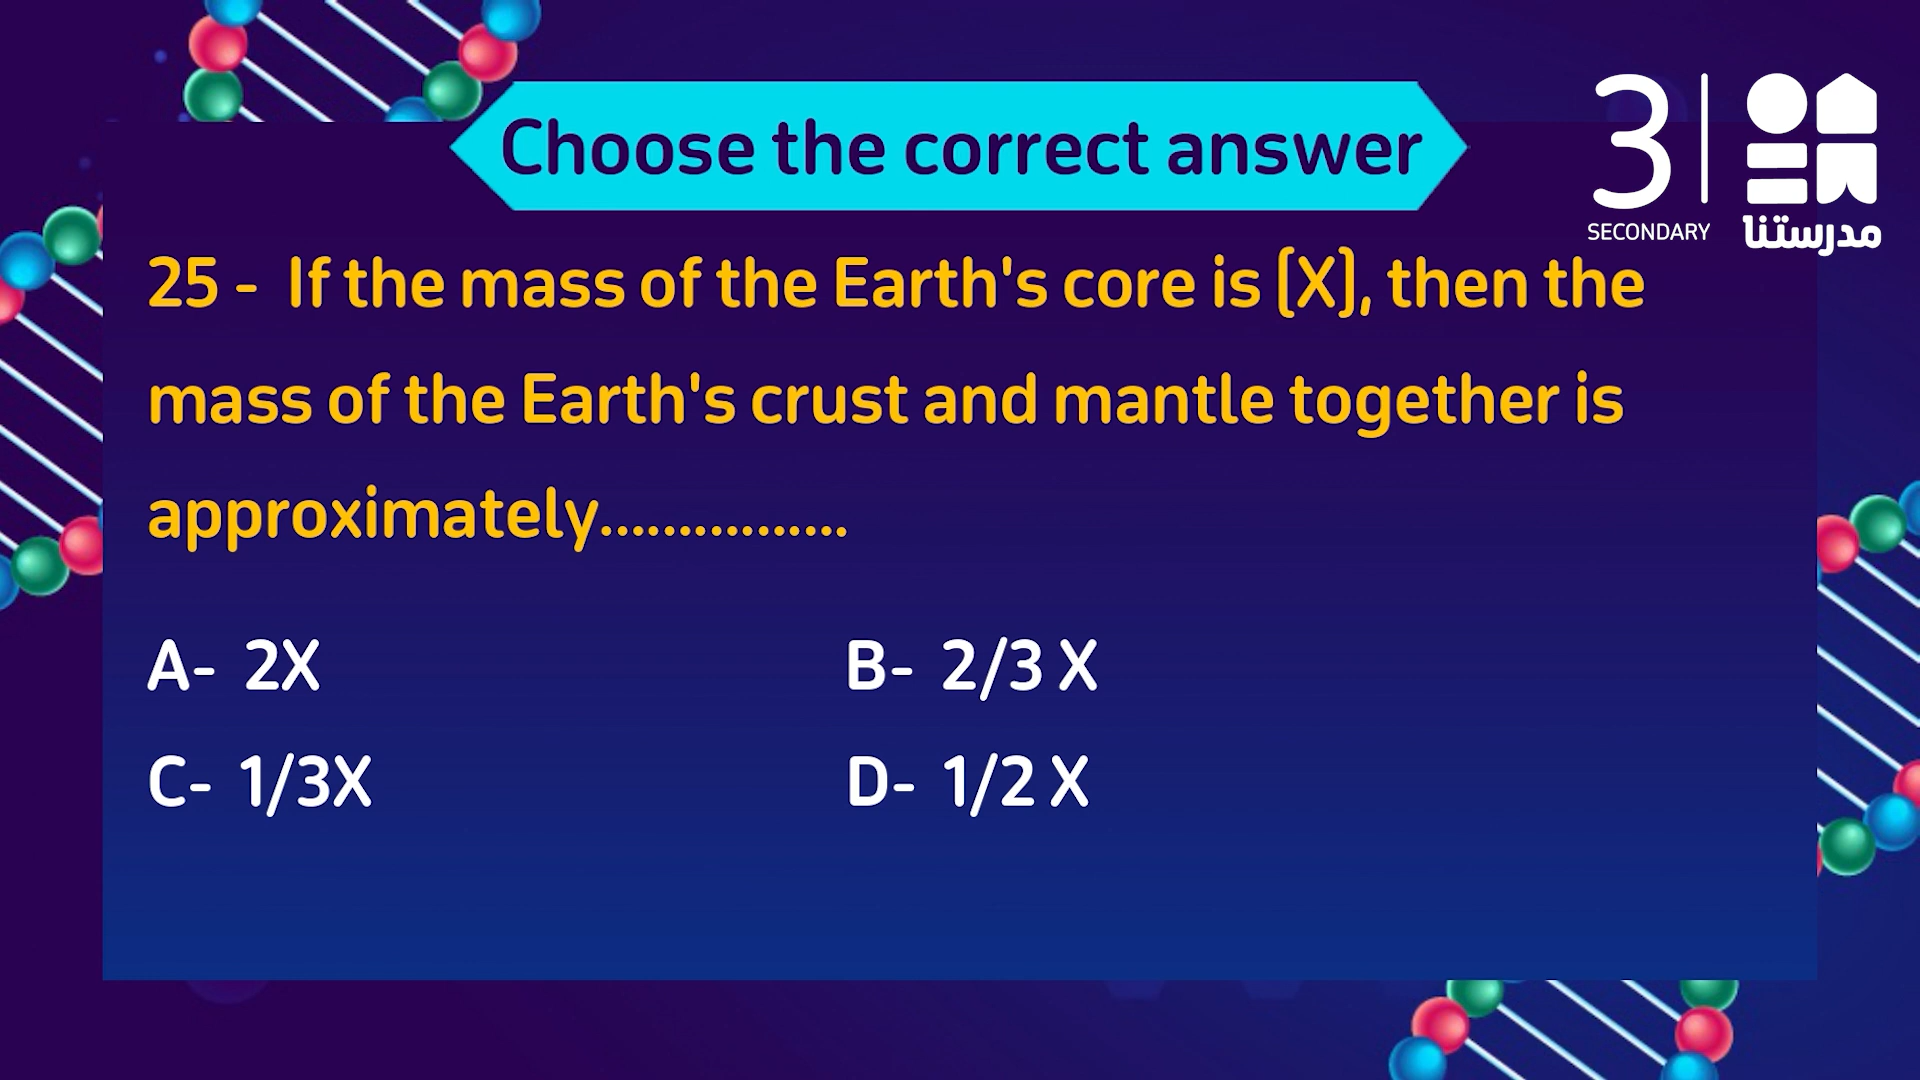 Choose the correct answer
3
SECONDARY
مدرستنا
25 - If the mass of the Earth's core is (X), then the
mass of the Earth's crust and mantle together is
approximately................
A- 2X
B- 2/3 X
C- 1/3X
D- 1/2 X